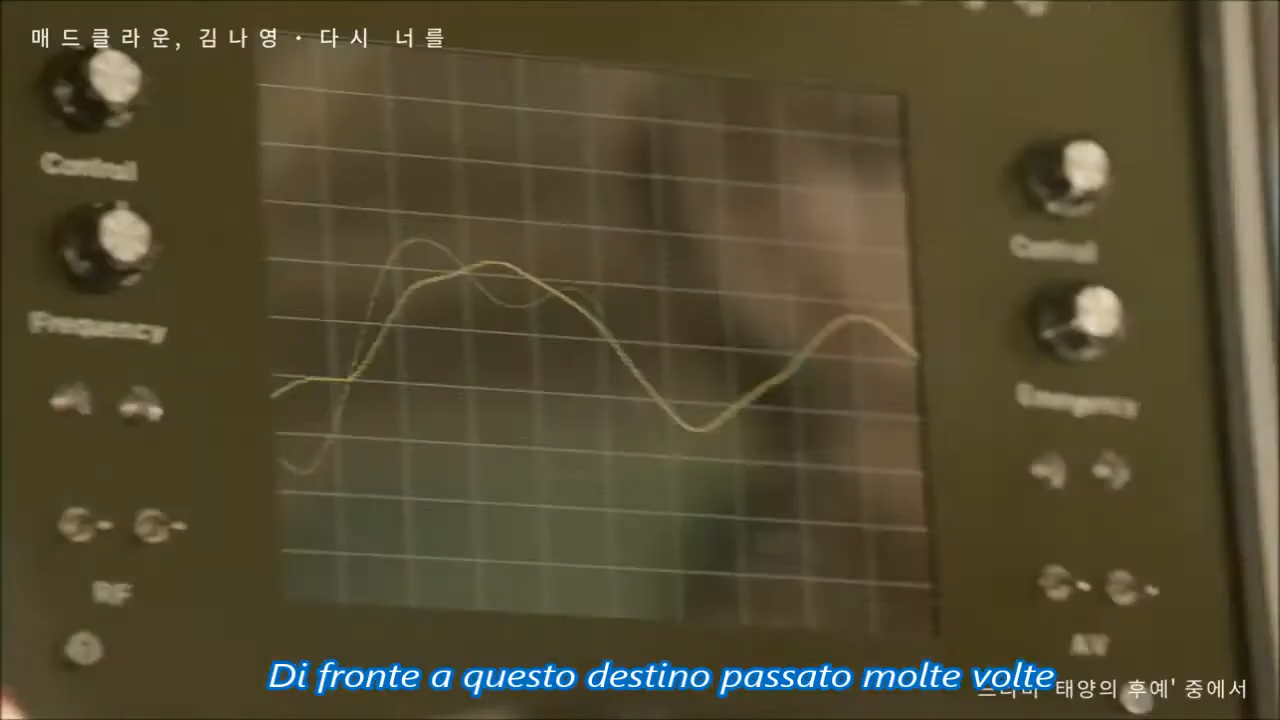 매드클라운, 김나영 · 다시 너를
Control
Frequency
RF
Control
Emergency
AV
Di fronte a questo destino passato molte volte
'태양의 후예' 중에서